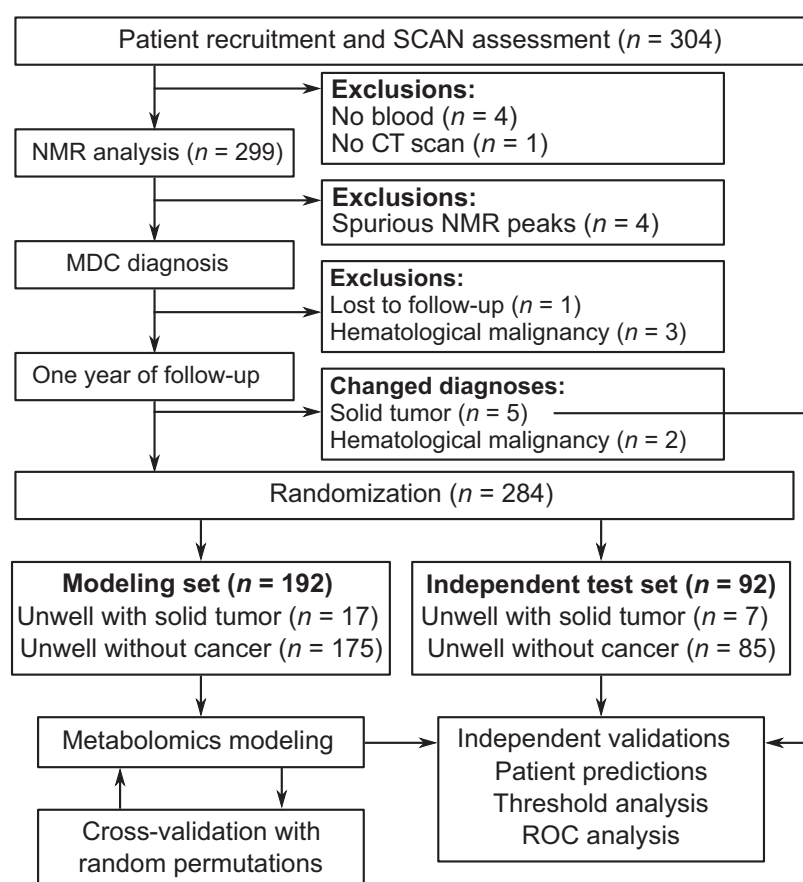 Patient recruitment and SCAN assessment (n = 304)
Exclusions:
No blood (n = 4)
No CT scan (n = 1)
NMR analysis (n = 299)
Exclusions:
Spurious NMR peaks (n = 4)
MDC diagnosis
Exclusions:
Lost to follow-up (n = 1)
Hematological malignancy (n = 3)
One year of follow-up
Changed diagnoses:
Solid tumor (n = 5)
Hematological malignancy (n = 2)
Randomization (n = 284)
Modeling set (n = 192)
Unwell with solid tumor (n = 17)
Unwell without cancer (n = 175)
Independent test set (n = 92)
Unwell with solid tumor (n = 7)
Unwell without cancer (n = 85)
Metabolomics modeling
Cross-validation with
random permutations
Independent validations
Patient predictions
Threshold analysis
ROC analysis